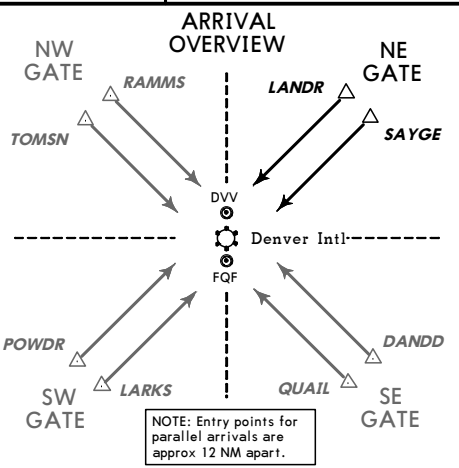 ARRIVAL
OVERVIEW
NW
GATE
NE
GATE
RAMMS
LANDR
TOMSN
SAYGE
DVV
Denver Intl
FQF
POWDR
DANDD
LARKS
QUAIL
SW
GATE
SE
GATE
NOTE: Entry points for
parallel arrivals are
approx 12 NM apart.